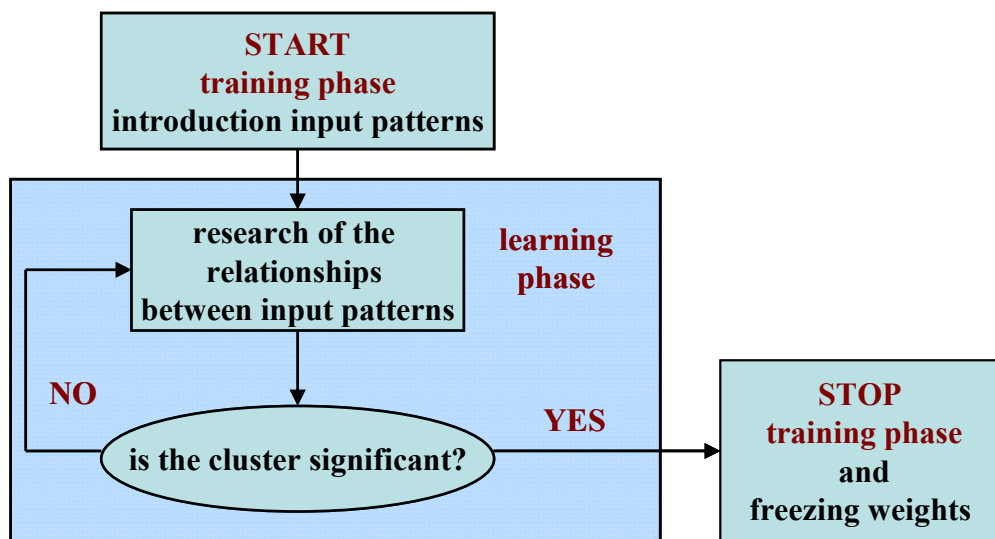 START
training phase
introduction input patterns
research of the
relationships
between input patterns
learning
phase
NO
YES
is the cluster significant?
STOP
training phase
and
freezing weights